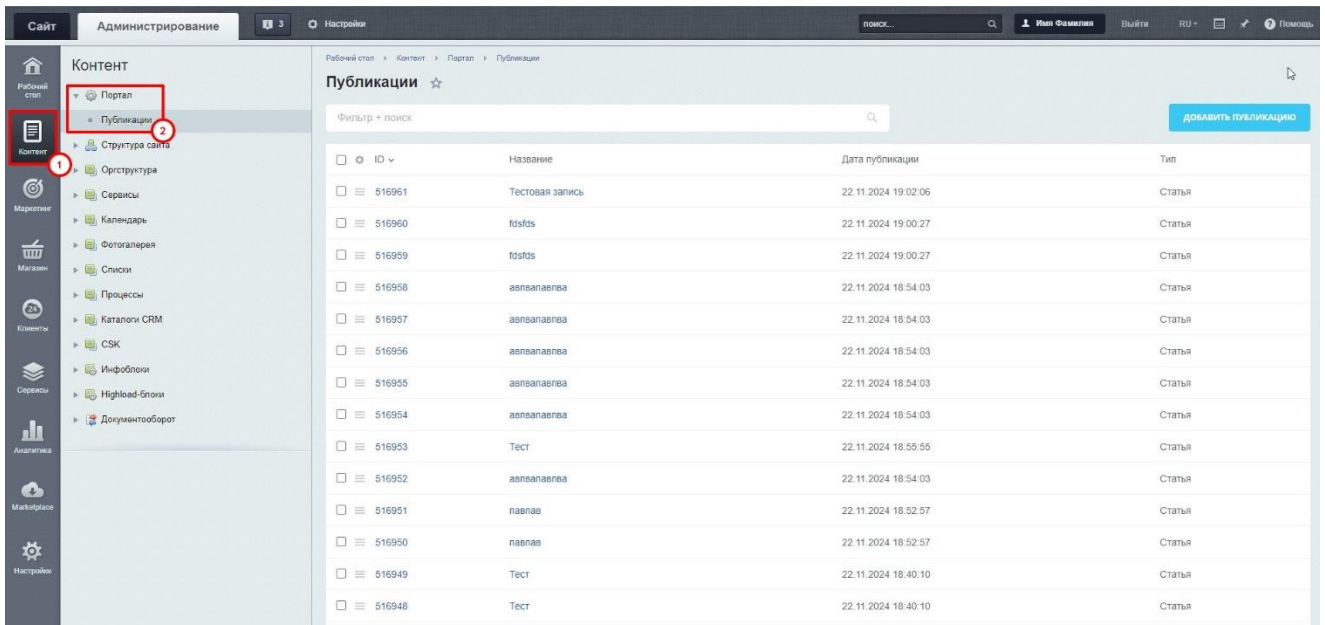 Сайт
Администрирование
3
Настройки
поиск...
Имя Фамилия
Выйти
RU
Помощь
Рабочий стол
Контент
1
Маркетинг
Магазин
24
Клиенты
Сервисы
Аналитика
Marketplace
Настройки
Контент
Портал
Публикации
2
Структура сайта
Оргструктура
Сервисы
Календарь
Фотогалерея
Списки
Процессы
Каталоги CRM
CSK
Инфоблоки
Highload-блоки
Документооборот
Рабочий стол Контент Портал Публикации
Публикации
Фильтр + поиск
ДОБАВИТЬ ПУБЛИКАЦИЮ
ID Название Дата публикации Тип
516961 Тестовая запись 22.11.2024 19:02:06 Статья
516960 fdsfds 22.11.2024 19:00:27 Статья
516959 fdsfds 22.11.2024 19:00:27 Статья
516958 авпвапавпва 22.11.2024 18:54:03 Статья
516957 авпвапавпва 22.11.2024 18:54:03 Статья
516956 авпвапавпва 22.11.2024 18:54:03 Статья
516955 авпвапавпва 22.11.2024 18:54:03 Статья
516954 авпвапавпва 22.11.2024 18:54:03 Статья
516953 Тест 22.11.2024 18:55:55 Статья
516952 авпвапавпва 22.11.2024 18:54:03 Статья
516951 павпав 22.11.2024 18:52:57 Статья
516950 павпав 22.11.2024 18:52:57 Статья
516949 Тест 22.11.2024 18:40:10 Статья
516948 Тест 22.11.2024 18:40:10 Статья